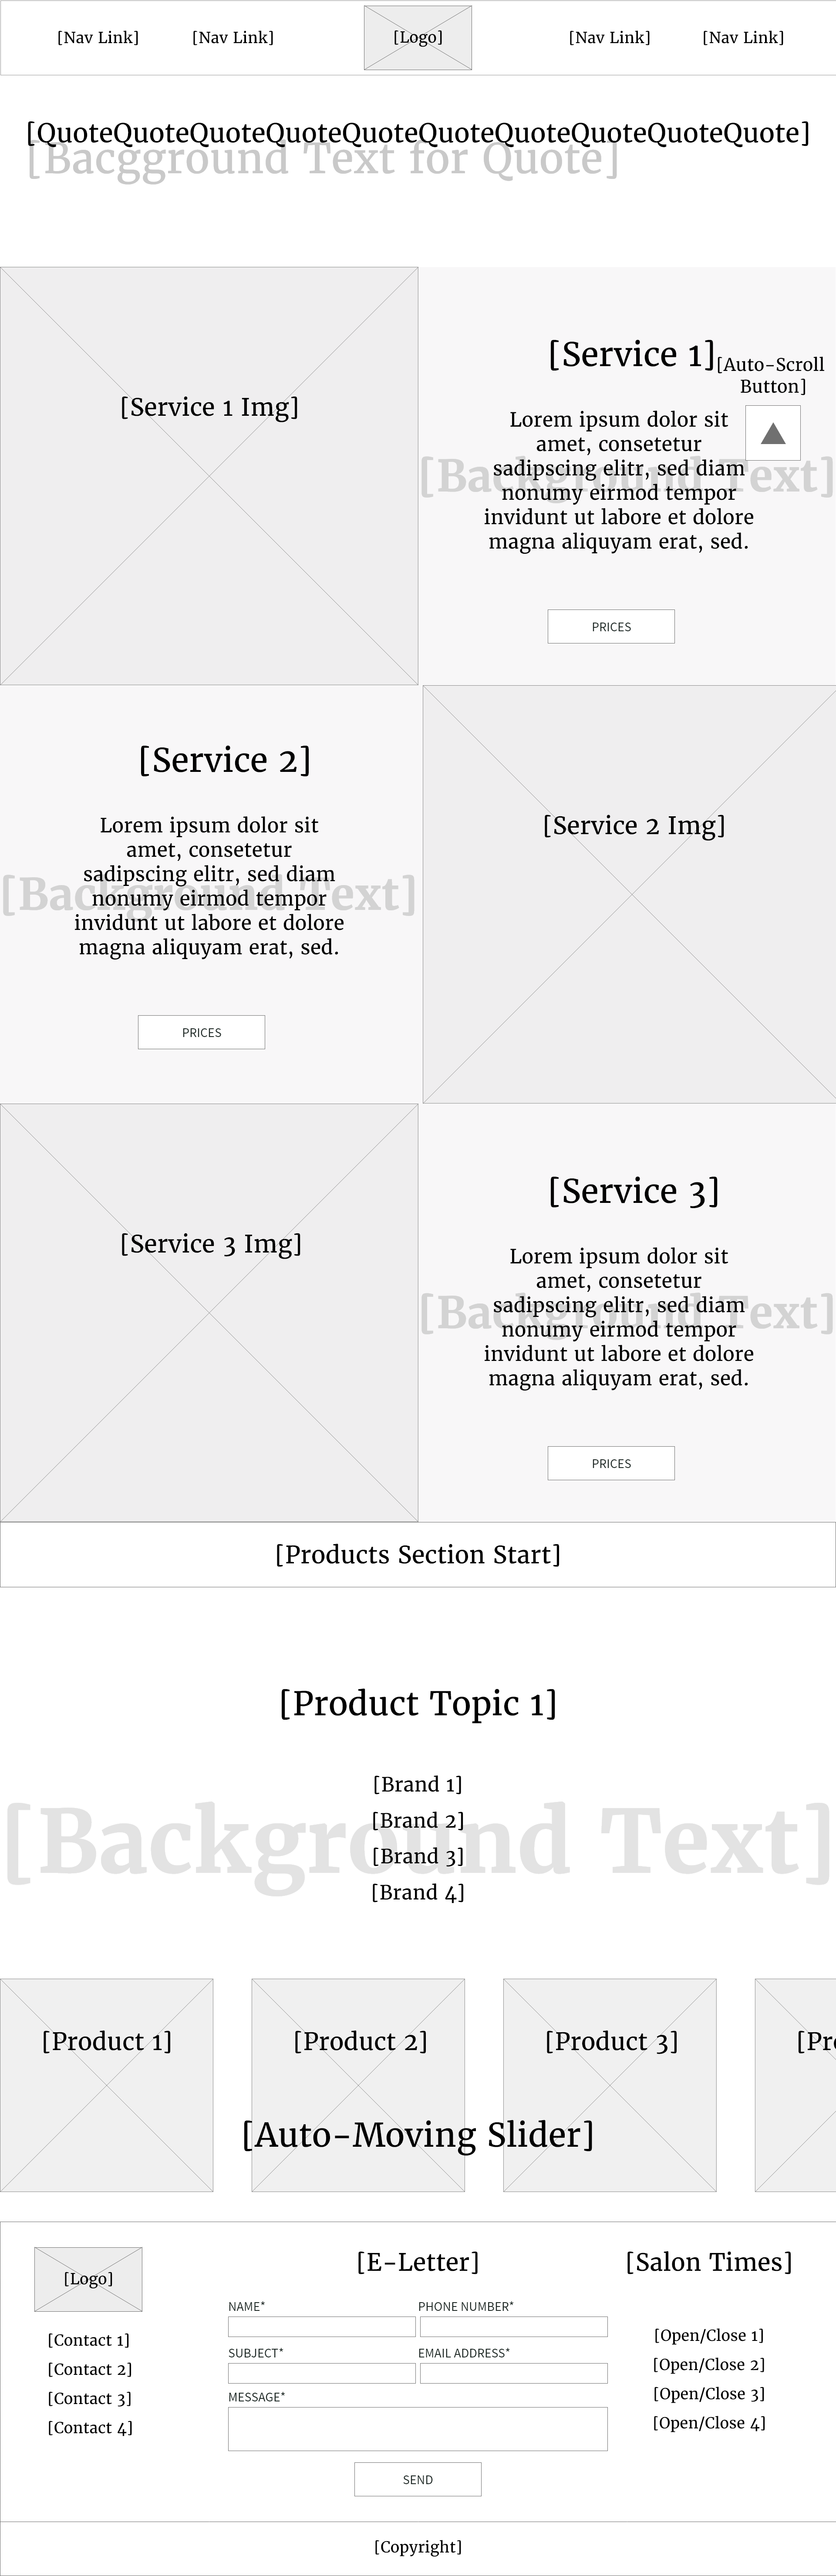 [Nav Link] [Nav Link] [Logo] [Nav Link] [Nav Link]
[QuoteQuoteQuoteQuoteQuoteQuoteQuoteQuoteQuoteQuote]
[Bacgground Text for Quote]
[Service 1 Img]
[Service 1]
[Auto-Scroll
Button]
Lorem ipsum dolor sit
amet, consetetur
sadipscing elitr, sed diam
nonumy eirmod tempor
invidunt ut labore et dolore
magna aliquyam erat, sed.
[Background Text]
PRICES
[Service 2]
Lorem ipsum dolor sit
amet, consetetur
sadipscing elitr, sed diam
nonumy eirmod tempor
invidunt ut labore et dolore
magna aliquyam erat, sed.
[Background Text]
PRICES
[Service 2 Img]
[Service 3 Img]
[Service 3]
Lorem ipsum dolor sit
amet, consetetur
sadipscing elitr, sed diam
nonumy eirmod tempor
invidunt ut labore et dolore
magna aliquyam erat, sed.
[Background Text]
PRICES
[Products Section Start]
[Product Topic 1]
[Brand 1]
[Brand 2]
[Brand 3]
[Brand 4]
[Background Text]
[Product 1] [Product 2] [Product 3] [Pr
[Auto-Moving Slider]
[Logo]
[Contact 1]
[Contact 2]
[Contact 3]
[Contact 4]
[E-Letter]
NAME* PHONE NUMBER*
SUBJECT* EMAIL ADDRESS*
MESSAGE*
SEND
[Salon Times]
[Open/Close 1]
[Open/Close 2]
[Open/Close 3]
[Open/Close 4]
[Copyright]